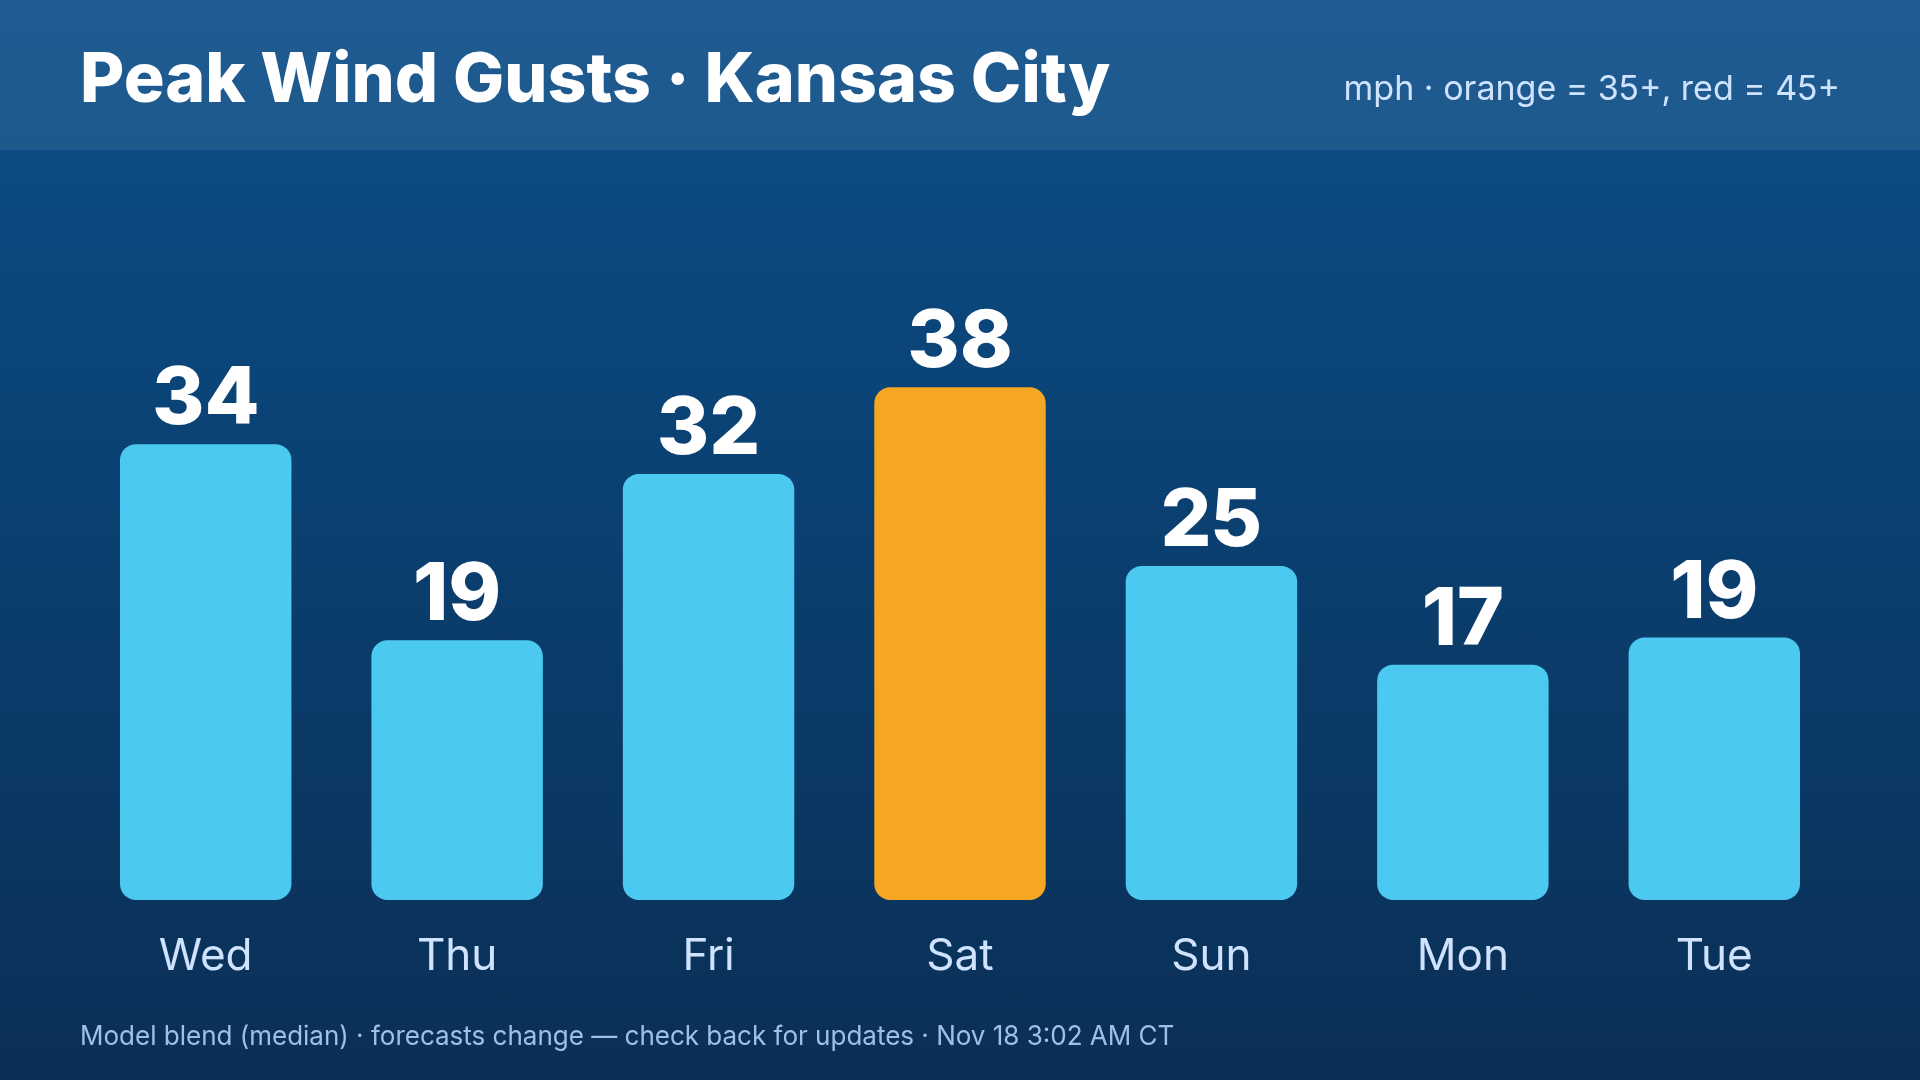 Peak Wind Gusts · Kansas City
mph · orange = 35+, red = 45+
34
19
32
38
25
17
19
Wed
Thu
Fri
Sat
Sun
Mon
Tue
Model blend (median) · forecasts change — check back for updates · Nov 18 3:02 AM CT